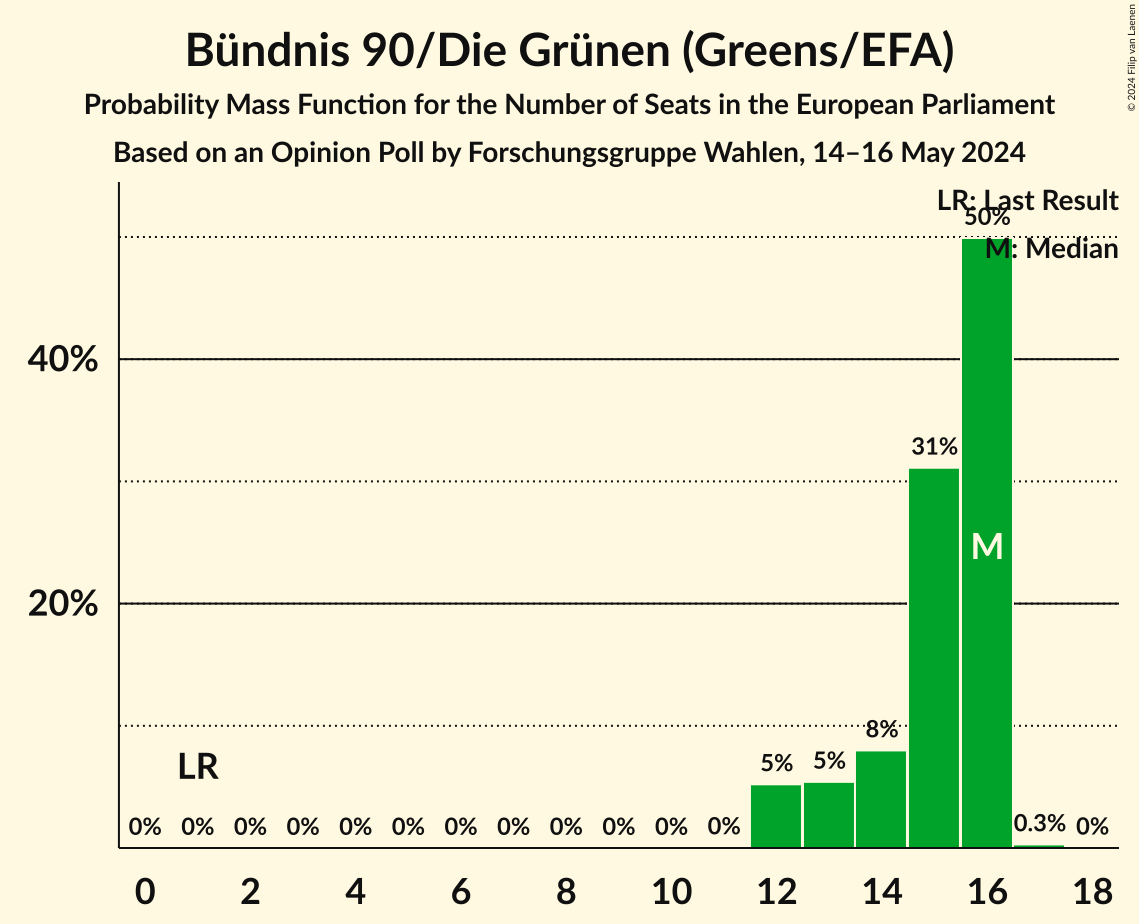 Bündnis 90/Die Grünen (Greens/EFA)
Probability Mass Function for the Number of Seats in the European Parliament
Based on an Opinion Poll by Forschungsgruppe Wahlen, 14–16 May 2024
© 2024 Filip van Laenen
LR: Last Result
50%
M: Median
40%
31%
M
20%
8%
LR
5% 5%
0% 0% 0% 0% 0% 0% 0% 0% 0% 0% 0% 0% 0.3% 0%
0 2 4 6 8 10 12 14 16 18